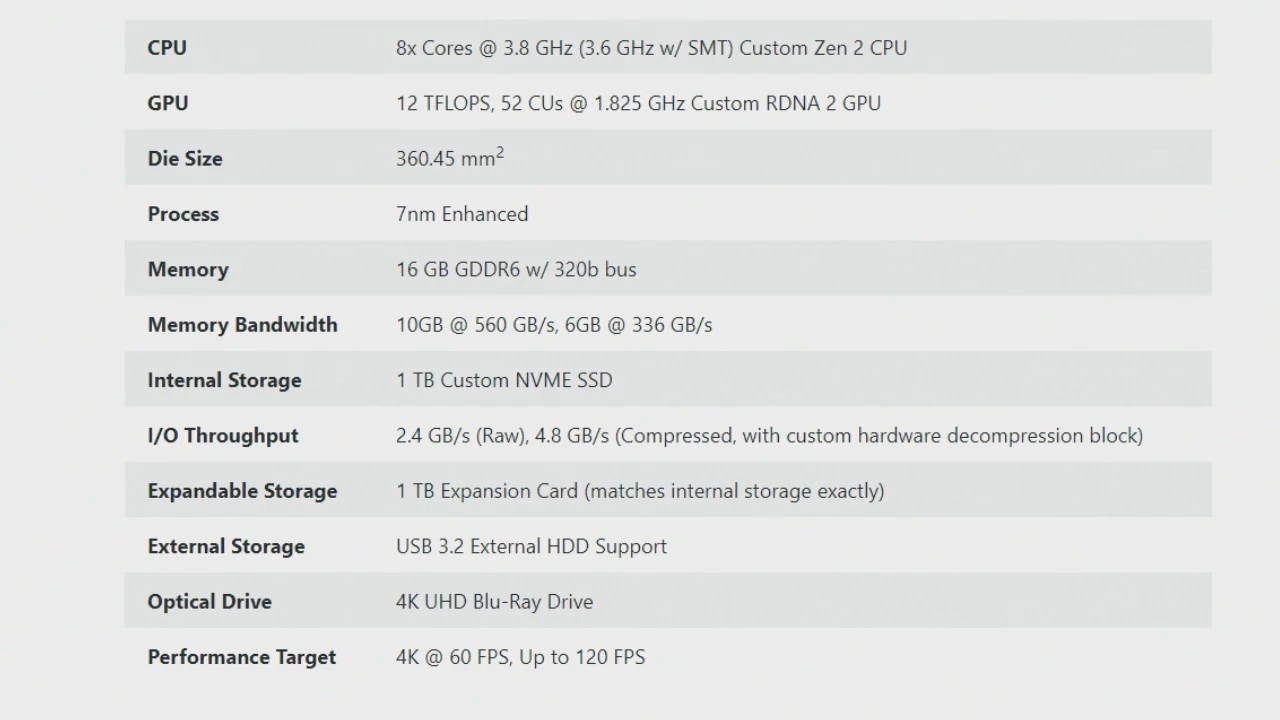 CPU 8x Cores @ 3.8 GHz (3.6 GHz w/ SMT) Custom Zen 2 CPU
GPU 12 TFLOPS, 52 CUs @ 1.825 GHz Custom RDNA 2 GPU
Die Size 360.45 mm²
Process 7nm Enhanced
Memory 16 GB GDDR6 w/ 320b bus
Memory Bandwidth 10GB @ 560 GB/s, 6GB @ 336 GB/s
Internal Storage 1 TB Custom NVME SSD
I/O Throughput 2.4 GB/s (Raw), 4.8 GB/s (Compressed, with custom hardware decompression block)
Expandable Storage 1 TB Expansion Card (matches internal storage exactly)
External Storage USB 3.2 External HDD Support
Optical Drive 4K UHD Blu-Ray Drive
Performance Target 4K @ 60 FPS, Up to 120 FPS